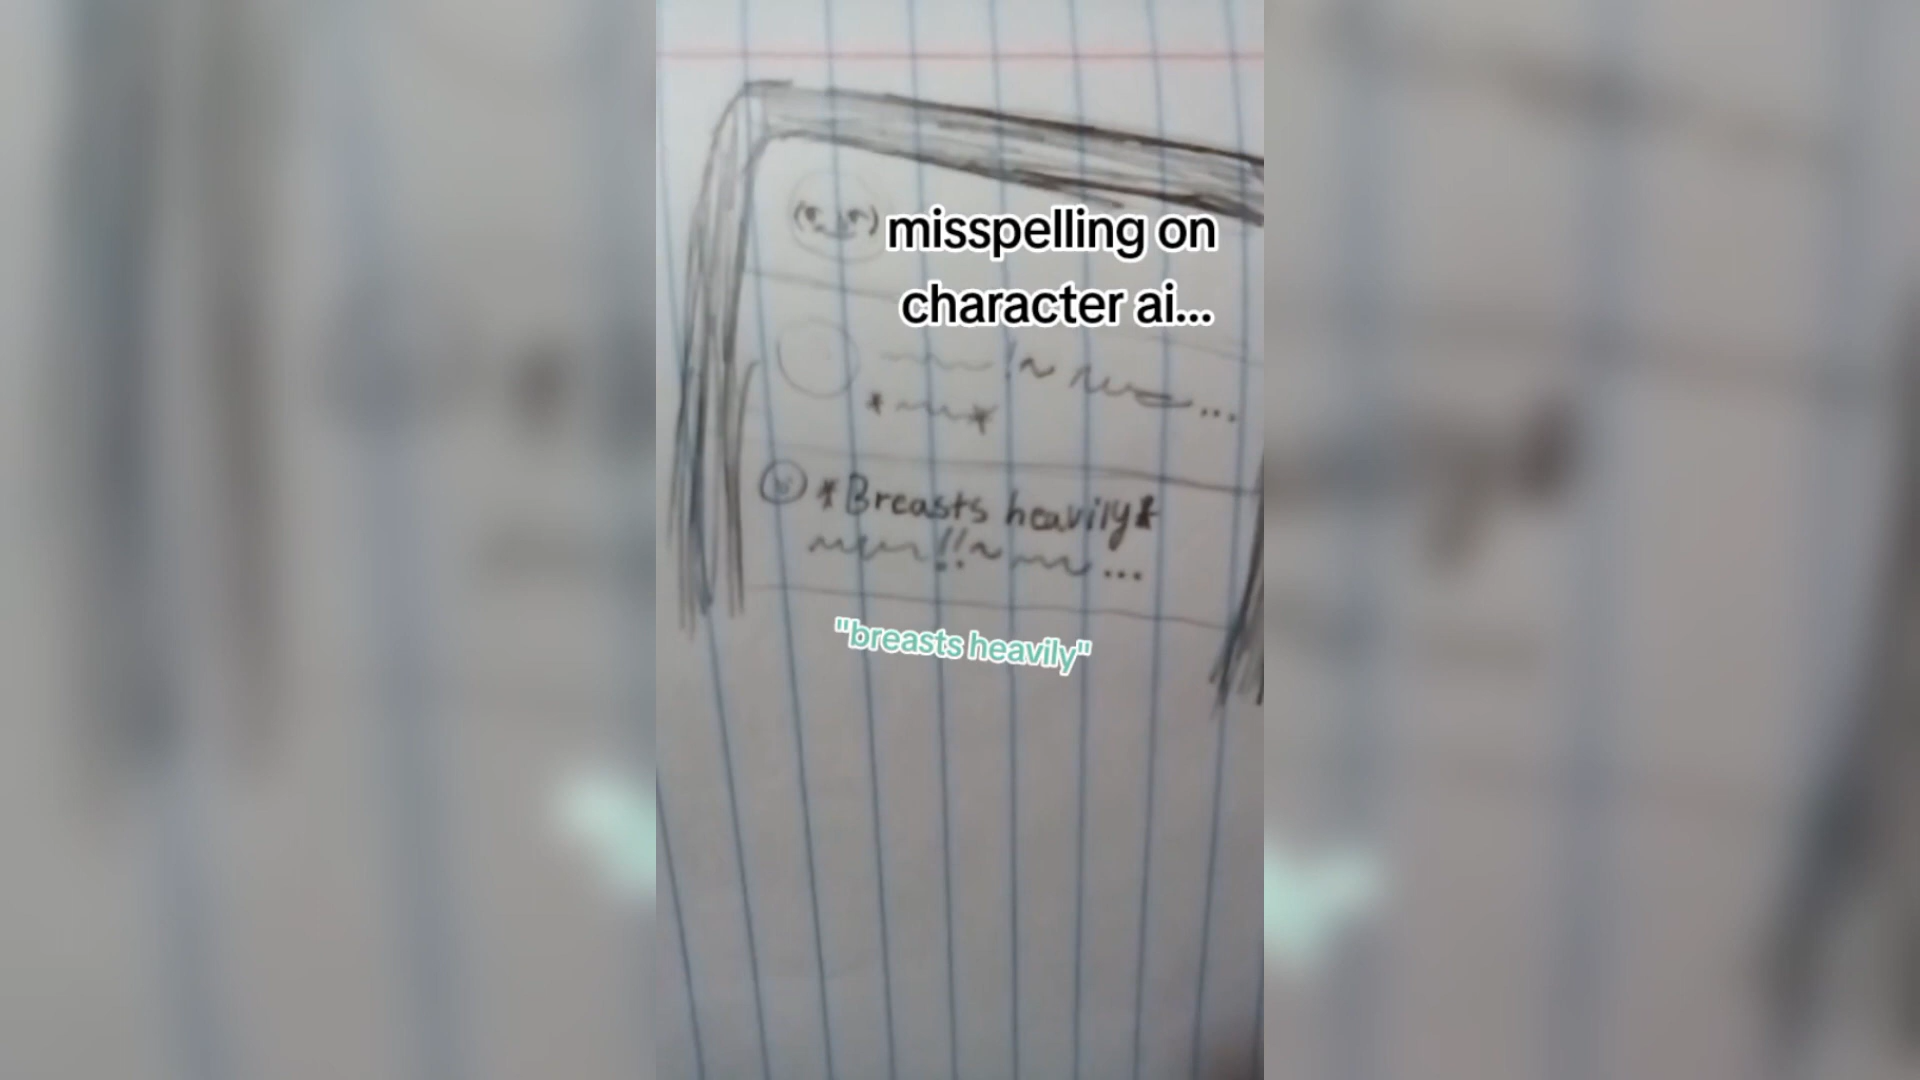 misspelling on
character ai...
*Breasts heavily*
"breasts heavily"